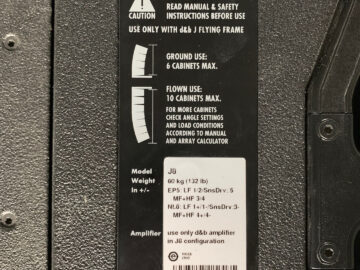 READ MANUAL & SAFETY
CAUTION INSTRUCTIONS BEFORE USE
USE ONLY WITH d&b J FLYING FRAME
GROUND USE:
6 CABINETS MAX.
FLOWN USE:
10 CABINETS MAX.
FOR MORE CABINETS
CHECK ANGLE SETTINGS
AND LOAD CONDITIONS
ACCORDING TO MANUAL
AND ARRAY CALCULATOR
Model J8
Weight 60 kg (132 lb)
in +/- EP5: LF 1/2-SnsDrv: 5
MF+HF 3/4
NL8: LF 1+/1-/SnsDrv 3-
MF+HF 4+/4-
Amplifier use only d&b amplifier
in J8 configuration